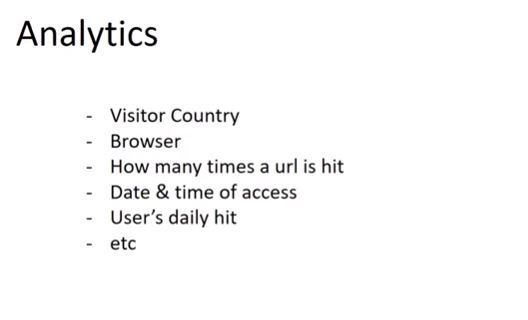 Analytics
- Visitor Country
- Browser
- How many times a url is hit
- Date & time of access
- User's daily hit
- etc